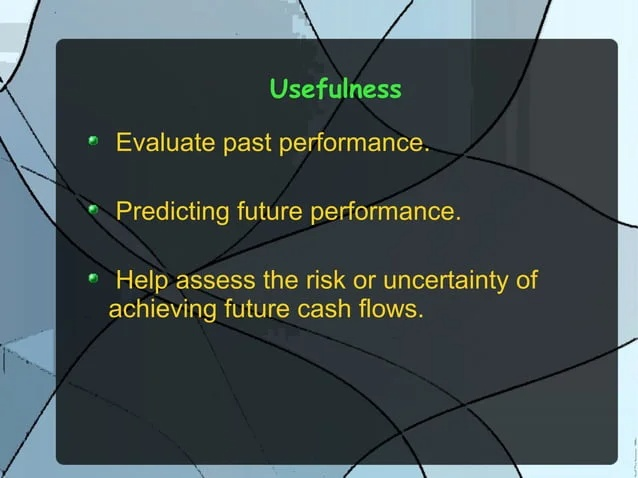 Usefulness
Evaluate past performance.
Predicting future performance.
Help assess the risk or uncertainty of
achieving future cash flows.